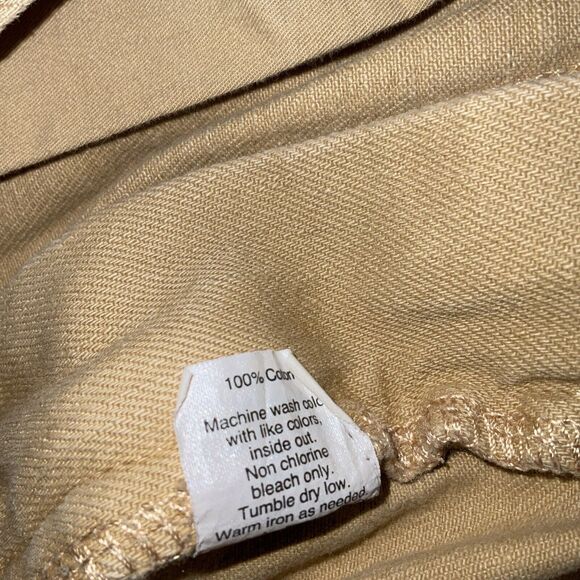 100% Cotton
Machine wash cold
with like colors,
inside out.
Non chlorine
bleach only.
Tumble dry low.
Warm iron as needed